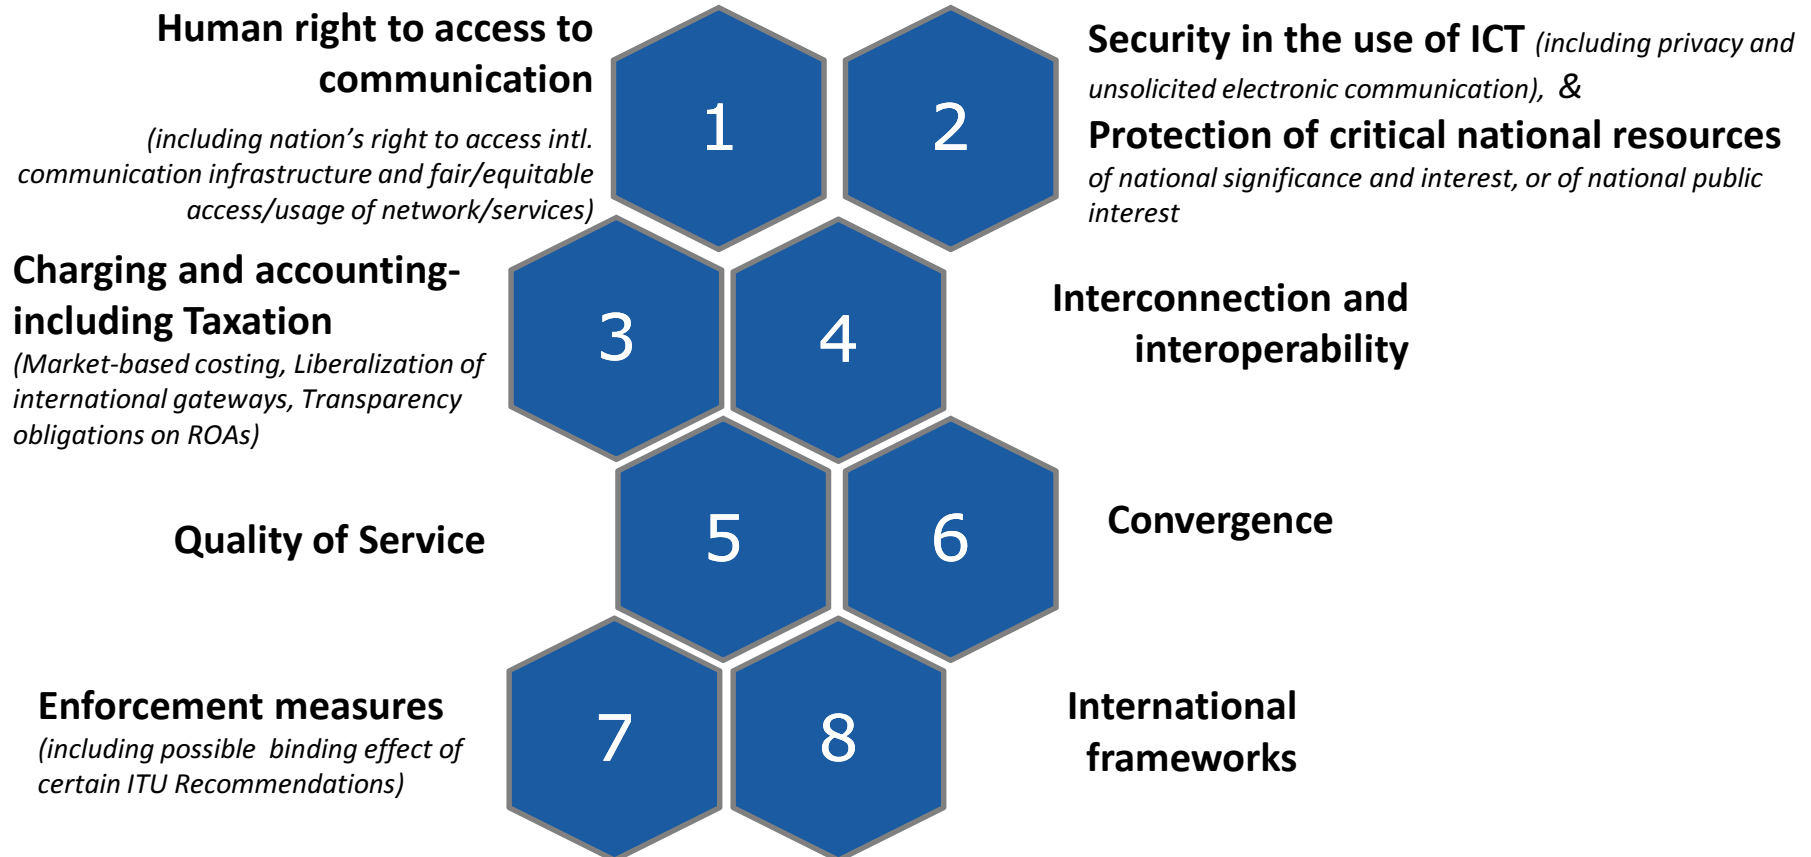 Human right to access to
communication
(including nation’s right to access intl.
communication infrastructure and fair/equitable
access/usage of network/services)
1
2
Security in the use of ICT (including privacy and
unsolicited electronic communication), &
Protection of critical national resources
of national significance and interest, or of national public
interest
Charging and accounting-
including Taxation
(Market-based costing, Liberalization of
international gateways, Transparency
obligations on ROAs)
3
4
Interconnection and
interoperability
Quality of Service
5
6
Convergence
Enforcement measures
(including possible binding effect of
certain ITU Recommendations)
7
8
International
frameworks